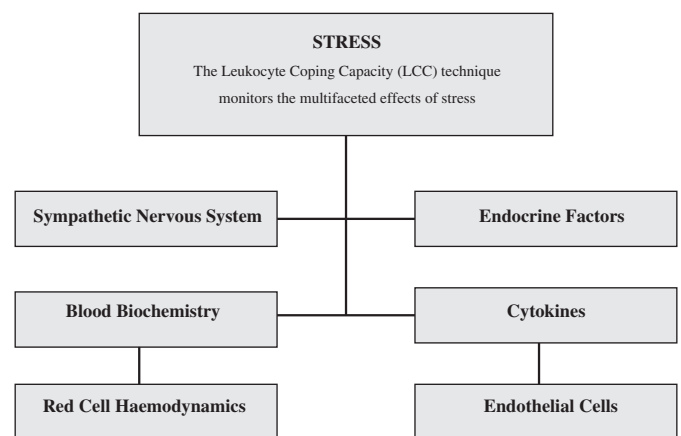 STRESS
The Leukocyte Coping Capacity (LCC) technique
monitors the multifaceted effects of stress
Sympathetic Nervous System
Endocrine Factors
Blood Biochemistry
Cytokines
Red Cell Haemodynamics
Endothelial Cells